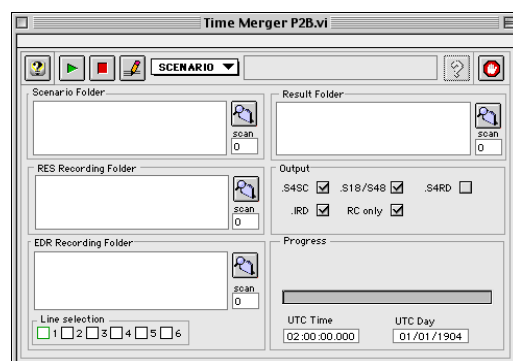 Time Merger P2B.vi
SCENARIO
Scenario Folder
scan
0
Result Folder
scan
0
RES Recording Folder
scan
0
Output
.S4SC .S18/S48 .S4RD
.IRD RC only
EDR Recording Folder
scan
0
Line selection
1 2 3 4 5 6
Progress
UTC Time UTC Day
02:00:00.000 01/01/1904